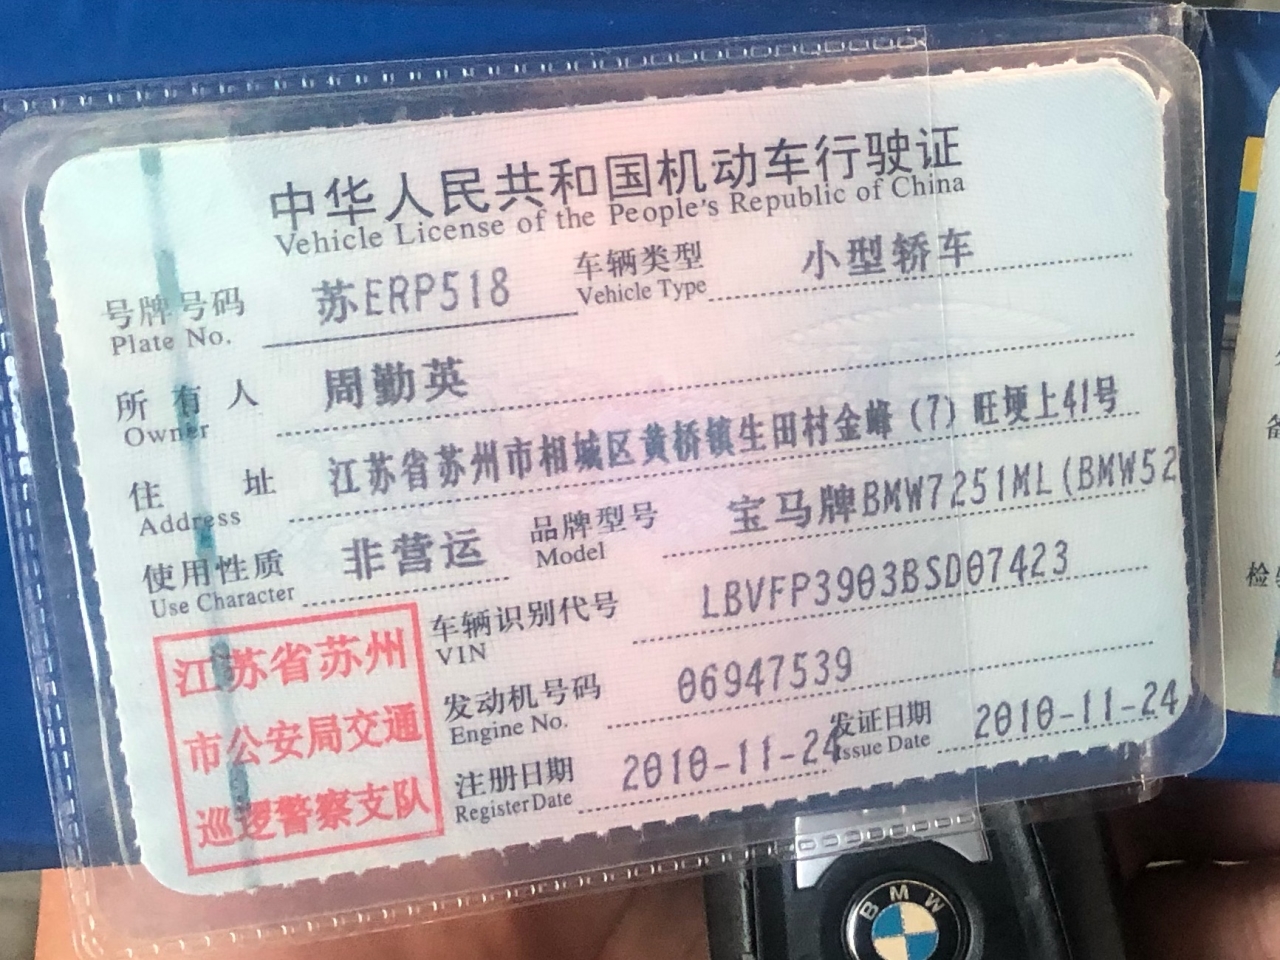 中华人民共和国机动车行驶证
Vehicle License of the People's Republic of China
号牌号码 苏ERP518 车辆类型 小型轿车
Plate No. Vehicle Type
所有人 周勤英
Owner
住址 江苏省苏州市相城区黄桥镇生田村金峰(7)旺埂上41号
Address
使用性质 非营运 品牌型号 宝马牌BMW7251ML(BMW52
Use Character Model
车辆识别代号 LBVFP3903BSD07423
VIN
发动机号码 06947539
Engine No.
注册日期 2010-11-24 发证日期 2010-11-24
Register Date Issue Date
江苏省苏州
市公安局交通
巡逻警察支队
备
检
BMW